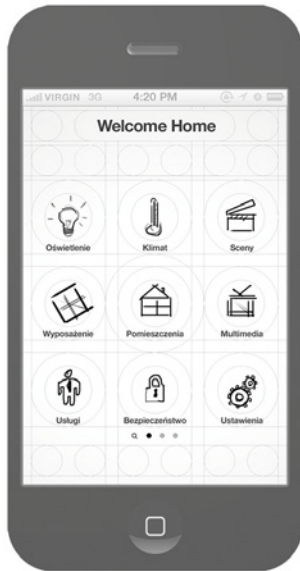 VIRGIN 3G 4:20 PM
Welcome Home
Oświetlenie Klimat Sceny
Wyposażenie Pomieszczenia Multimedia
Usługi Bezpieczeństwo Ustawienia